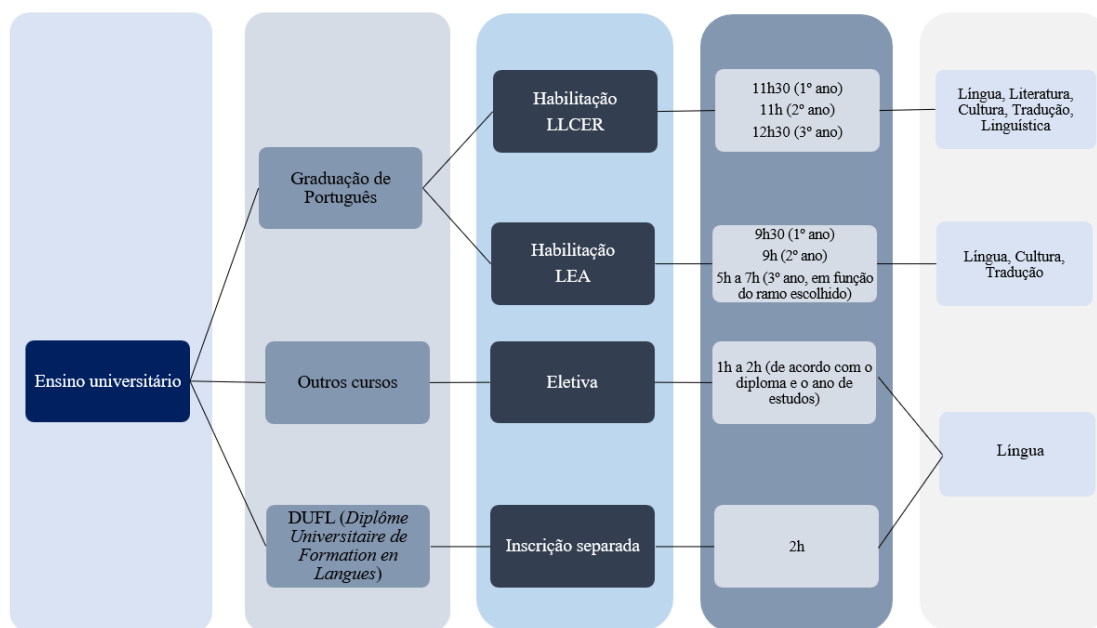 Ensino universitário
Graduação de
Português
Habilitação
LLCER
11h30 (1º ano)
11h (2º ano)
12h30 (3º ano)
Língua, Literatura,
Cultura, Tradução,
Linguística
Habilitação
LEA
9h30 (1º ano)
9h (2º ano)
5h a 7h (3º ano, em função
do ramo escolhido)
Língua, Cultura,
Tradução
Outros cursos
Eletiva
1h a 2h (de acordo com o
diploma e o ano de
estudos)
Língua
DUFL (Diplôme
Universitaire de
Formation en
Langues)
Inscrição separada
2h